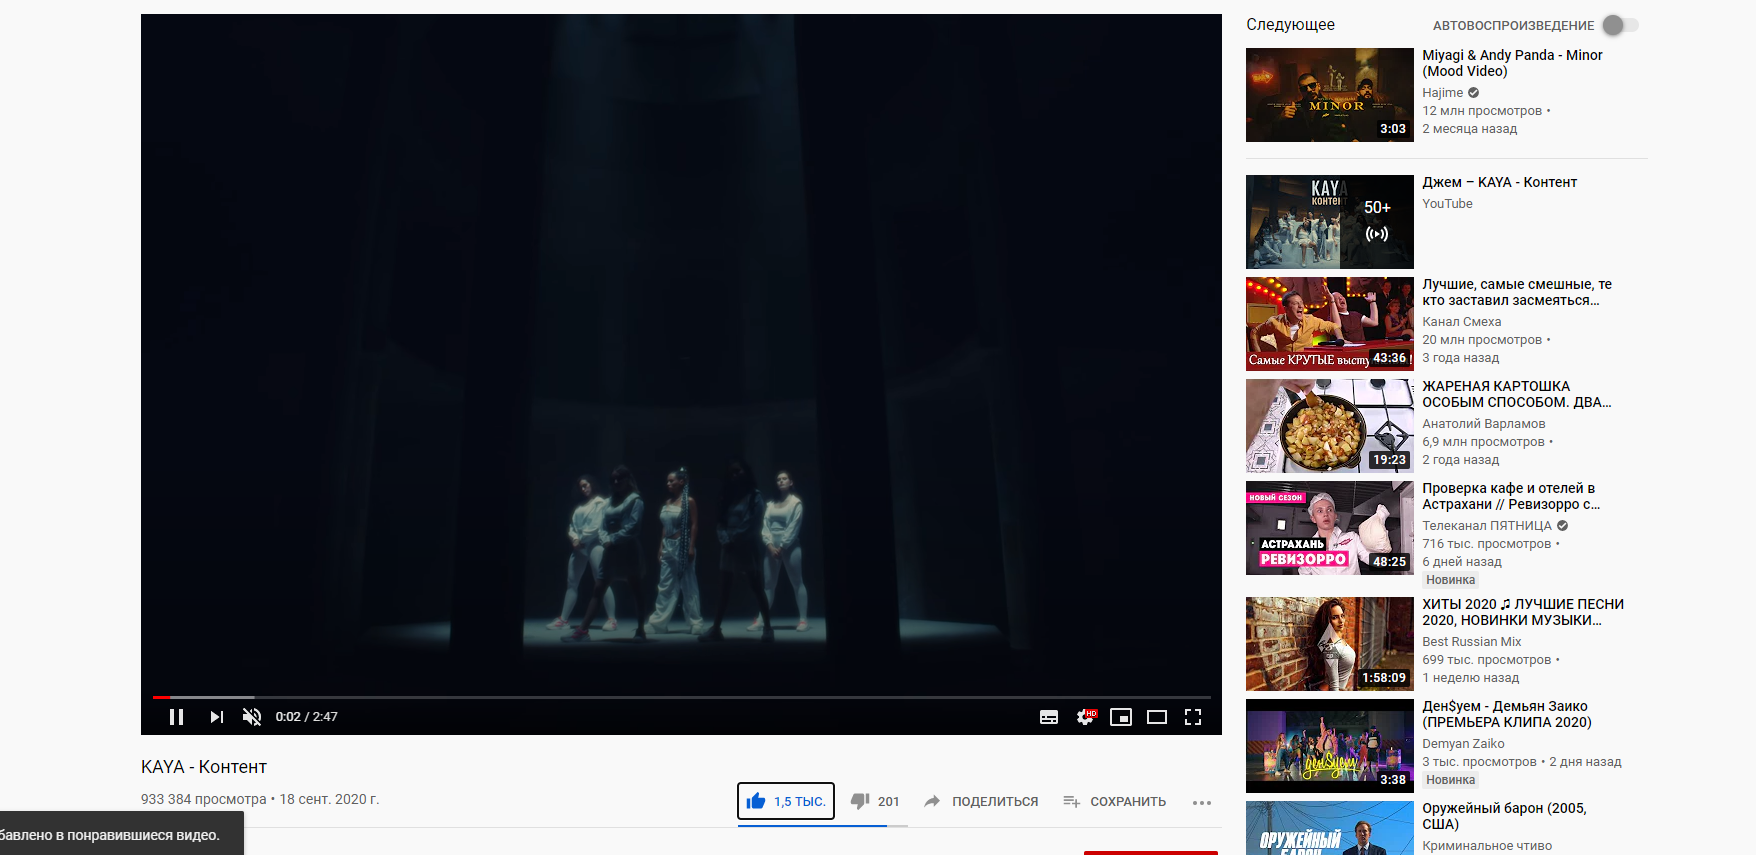 0:02 / 2:47
HD
KAYA - Контент
933 384 просмотра • 18 сент. 2020 г.
1,5 ТЫС.
201
ПОДЕЛИТЬСЯ
СОХРАНИТЬ
бавлено в понравившиеся видео.
Следующее
АВТОВОСПРОИЗВЕДЕНИЕ
MINOR
3:03
Miyagi & Andy Panda - Minor
(Mood Video)
Hajime
12 млн просмотров •
2 месяца назад
KAYA
КОНТЕНТ
50+
Джем – KAYA - Контент
YouTube
Самые КРУТЫЕ высту
43:36
Лучшие, самые смешные, те
кто заставил засмеяться...
Канал Смеха
20 млн просмотров •
3 года назад
19:23
ЖАРЕНАЯ КАРТОШКА
ОСОБЫМ СПОСОБОМ. ДВА...
Анатолий Варламов
6,9 млн просмотров •
2 года назад
НОВЫЙ СЕЗОН
АСТРАХАНЬ
РЕВИЗОРРО
48:25
Проверка кафе и отелей в
Астрахани // Ревизорро с...
Телеканал ПЯТНИЦА
716 тыс. просмотров •
6 дней назад
Новинка
1:58:09
ХИТЫ 2020 ♫ ЛУЧШИЕ ПЕСНИ
2020, НОВИНКИ МУЗЫКИ...
Best Russian Mix
699 тыс. просмотров •
1 неделю назад
ден$уем
3:38
Ден$уем - Демьян Заико
(ПРЕМЬЕРА КЛИПА 2020)
Demyan Zaiko
3 тыс. просмотров • 2 дня назад
Новинка
ОРУЖЕЙНЫЙ
БАРОН
Оружейный барон (2005,
США)
Криминальное чтиво